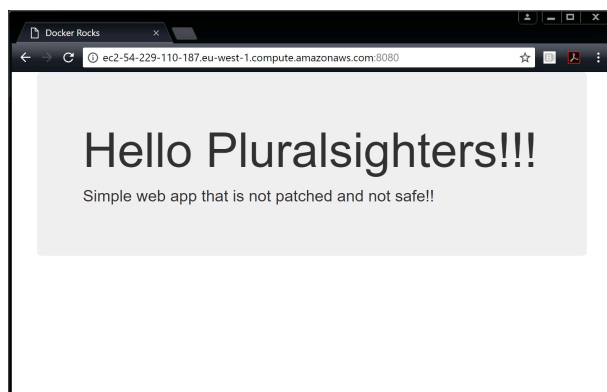 Docker Rocks
ec2-54-229-110-187.eu-west-1.compute.amazonaws.com:8080
Hello Pluralsighters!!!
Simple web app that is not patched and not safe!!